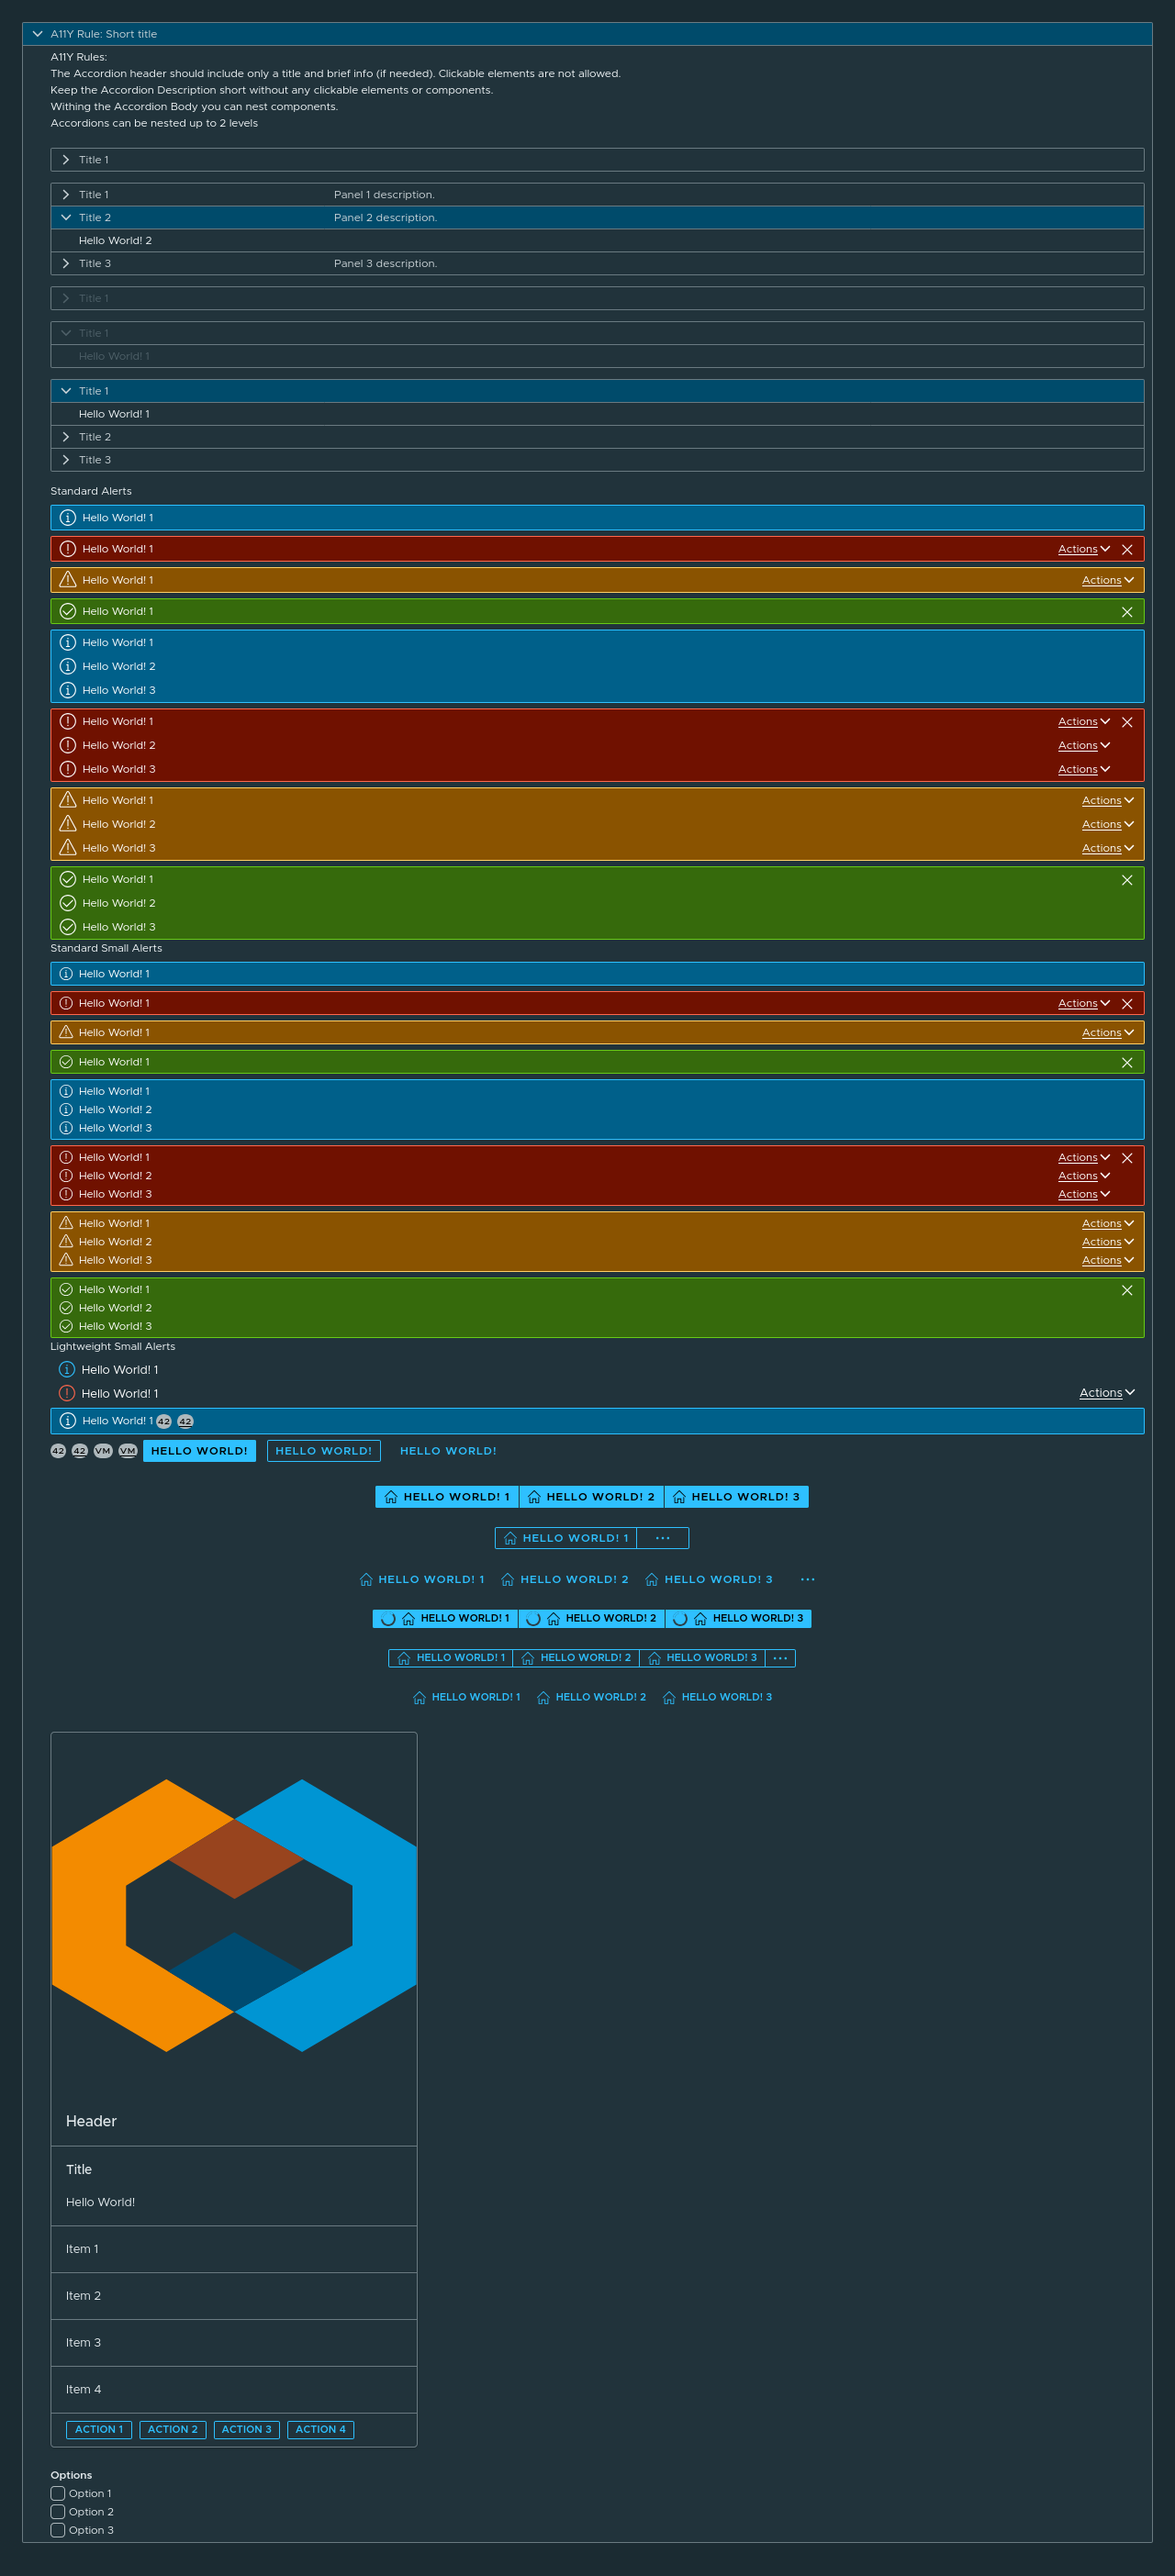 A11Y Rule: Short title
A11Y Rules:
The Accordion header should include only a title and brief info (if needed). Clickable elements are not allowed.
Keep the Accordion Description short without any clickable elements or components.
Withing the Accordion Body you can nest components.
Accordions can be nested up to 2 levels
Title 1
Title 1 Panel 1 description.
Title 2 Panel 2 description.
Hello World! 2
Title 3 Panel 3 description.
Title 1
Title 1
Hello World! 1
Title 1
Hello World! 1
Title 2
Title 3
Standard Alerts
Hello World! 1
Hello World! 1 Actions
Hello World! 1 Actions
Hello World! 1
Hello World! 1
Hello World! 2
Hello World! 3
Hello World! 1 Actions
Hello World! 2 Actions
Hello World! 3 Actions
Hello World! 1 Actions
Hello World! 2 Actions
Hello World! 3 Actions
Hello World! 1
Hello World! 2
Hello World! 3
Standard Small Alerts
Hello World! 1
Hello World! 1 Actions
Hello World! 1 Actions
Hello World! 1
Hello World! 1
Hello World! 2
Hello World! 3
Hello World! 1 Actions
Hello World! 2 Actions
Hello World! 3 Actions
Hello World! 1 Actions
Hello World! 2 Actions
Hello World! 3 Actions
Hello World! 1
Hello World! 2
Hello World! 3
Lightweight Small Alerts
Hello World! 1
Hello World! 1 Actions
Hello World! 1 42 42
42 42 VM VM HELLO WORLD! HELLO WORLD! HELLO WORLD!
HELLO WORLD! 1 HELLO WORLD! 2 HELLO WORLD! 3
HELLO WORLD! 1 ...
HELLO WORLD! 1 HELLO WORLD! 2 HELLO WORLD! 3 ...
HELLO WORLD! 1 HELLO WORLD! 2 HELLO WORLD! 3
HELLO WORLD! 1 HELLO WORLD! 2 HELLO WORLD! 3 ...
HELLO WORLD! 1 HELLO WORLD! 2 HELLO WORLD! 3
Header
Title
Hello World!
Item 1
Item 2
Item 3
Item 4
ACTION 1 ACTION 2 ACTION 3 ACTION 4
Options
Option 1
Option 2
Option 3